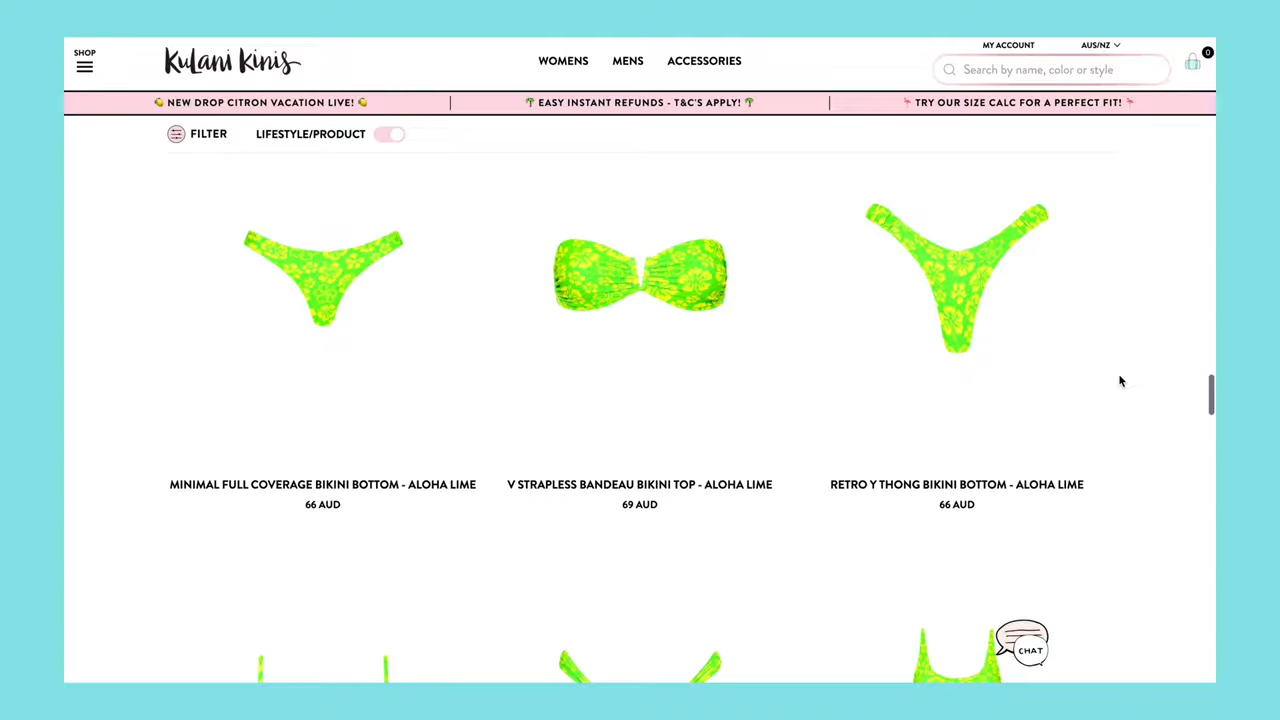 SHOP
Kulani Kinis
WOMENS MENS ACCESSORIES
MY ACCOUNT AUS/NZ
Search by name, color or style
0
🍋 NEW DROP CITRON VACATION LIVE! 🍋
🌴 EASY INSTANT REFUNDS - T&C'S APPLY! 🌴
🦩 TRY OUR SIZE CALC FOR A PERFECT FIT! 🦩
FILTER LIFESTYLE/PRODUCT
MINIMAL FULL COVERAGE BIKINI BOTTOM - ALOHA LIME
66 AUD
V STRAPLESS BANDEAU BIKINI TOP - ALOHA LIME
69 AUD
RETRO Y THONG BIKINI BOTTOM - ALOHA LIME
66 AUD
CHAT